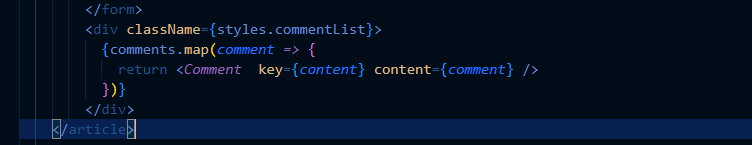 </form>
<div className={styles.commentList}>
{comments.map(comment => {
return <Comment  key={content} content={comment} />
})}
</div>
</article>